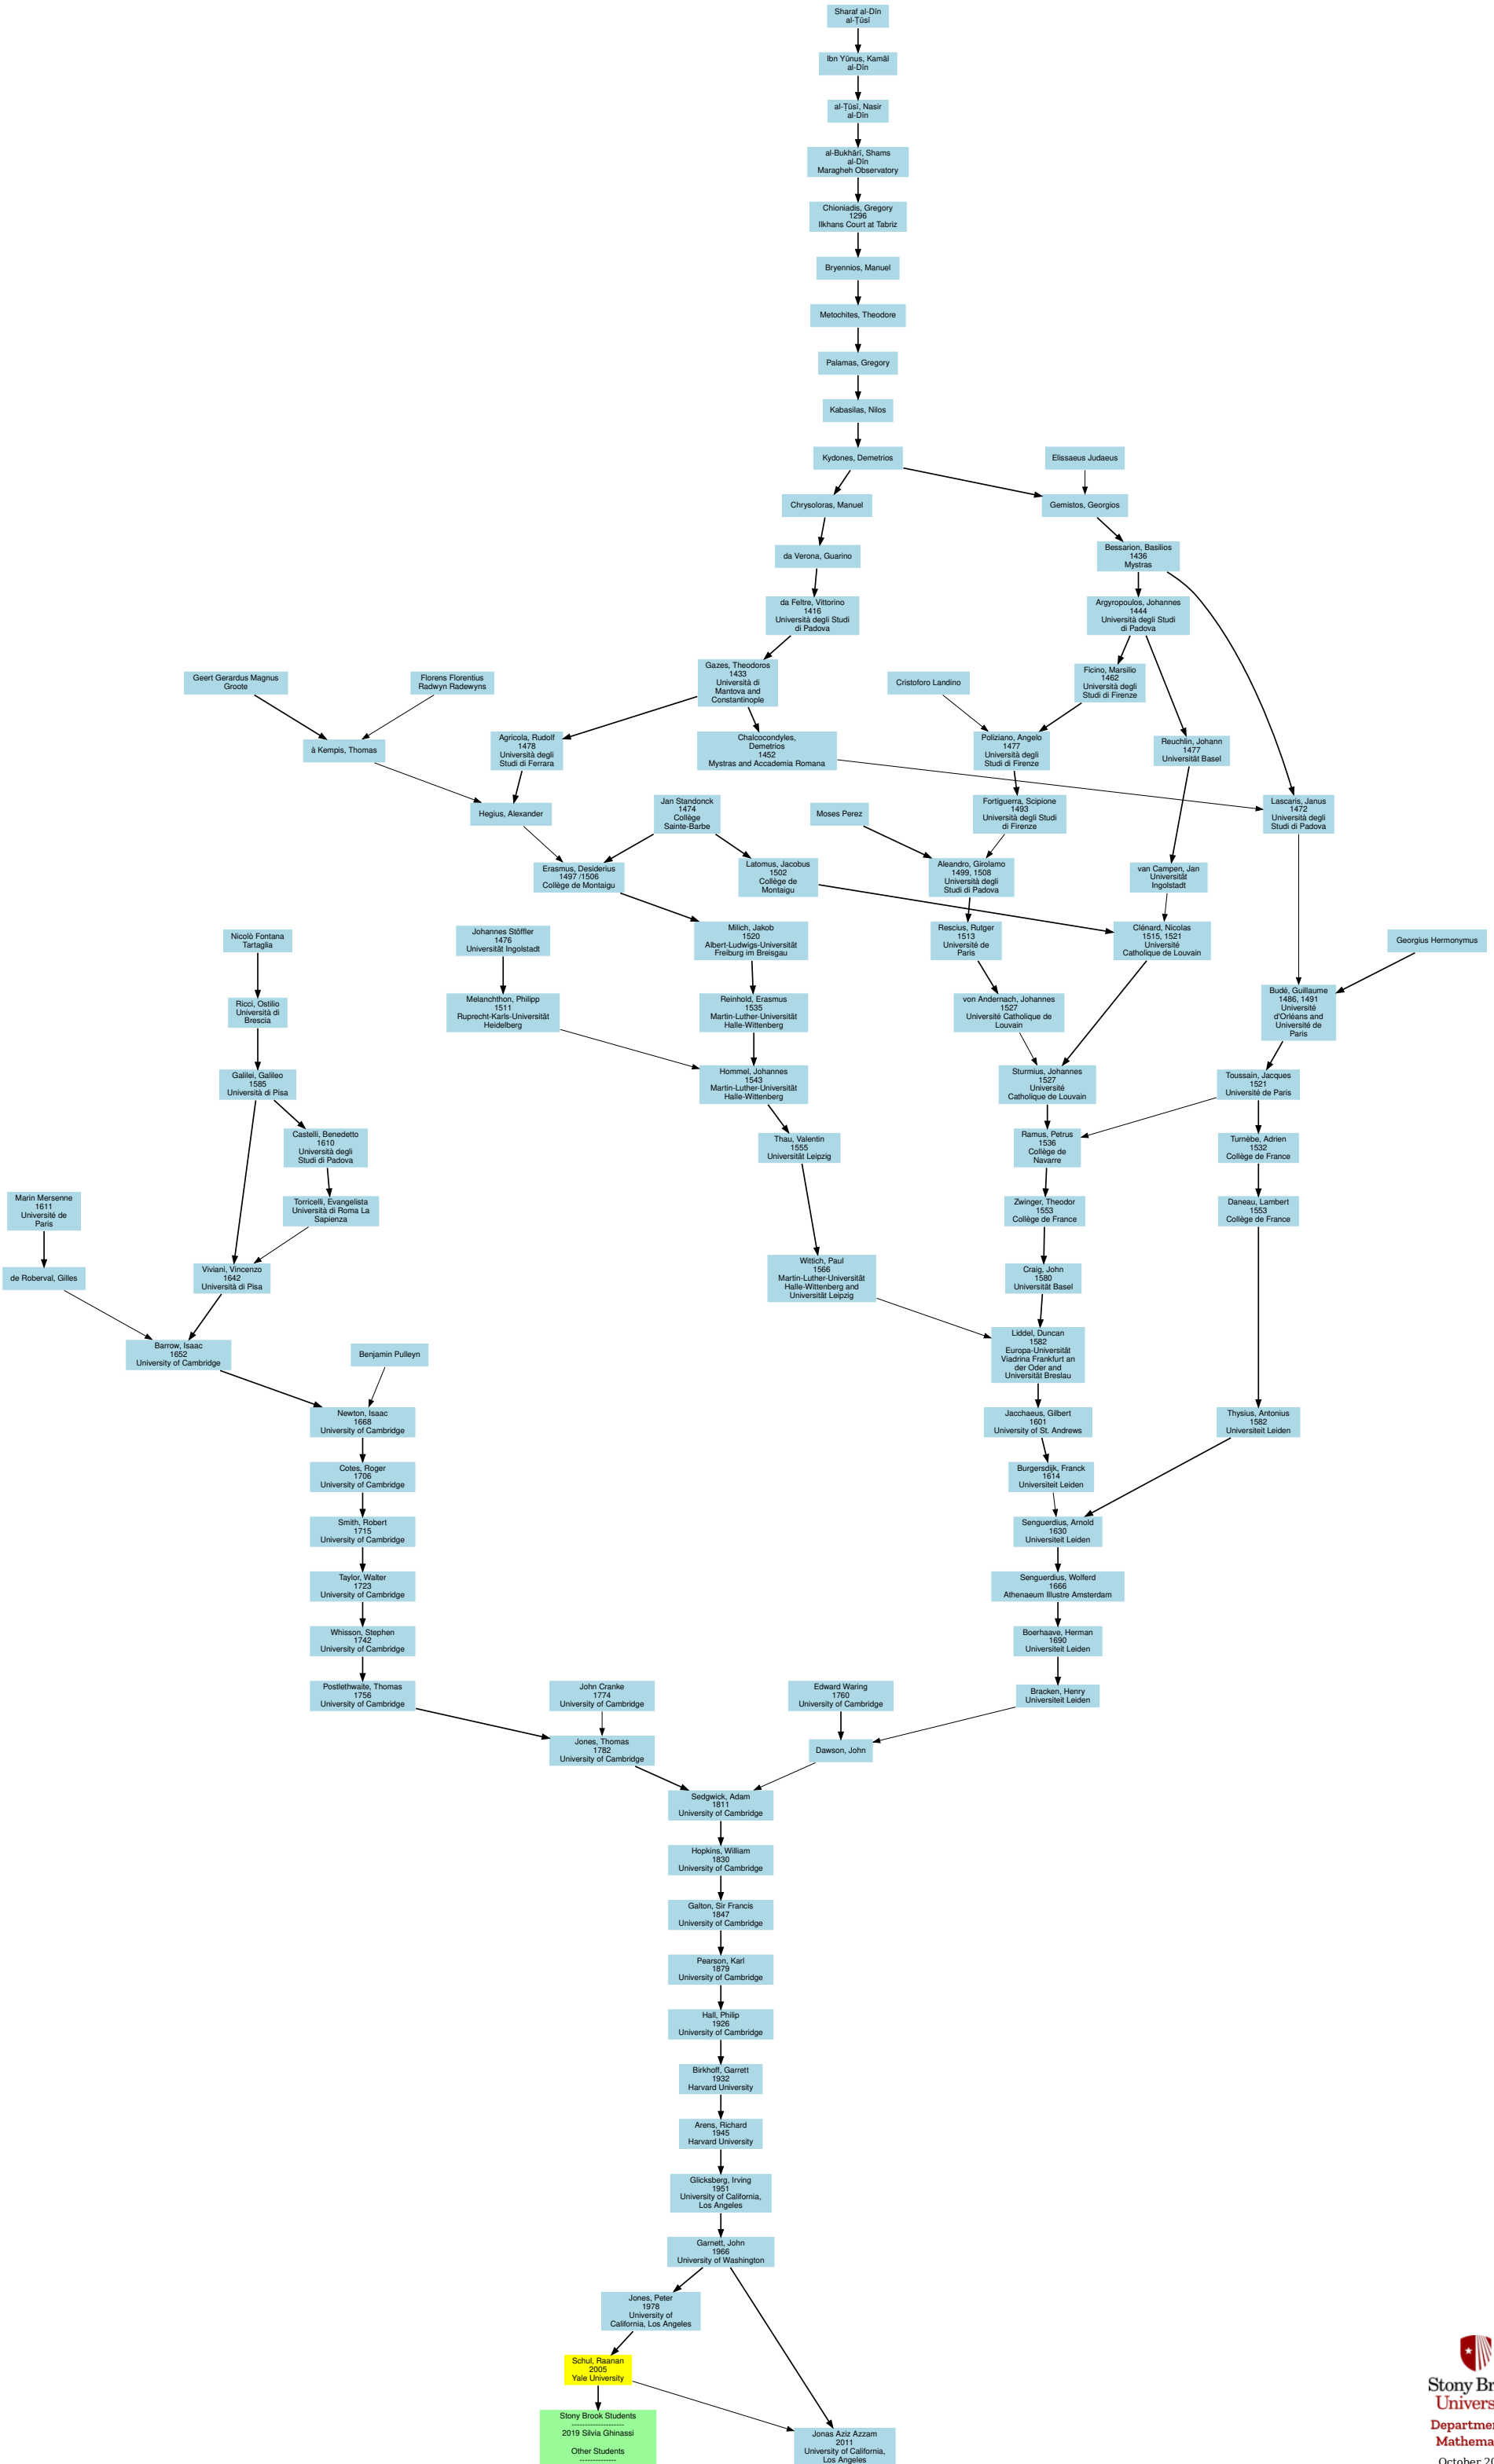 Sharaf al-Dīn
al-Ṭūsī
Ibn Yūnus, Kamāl
al-Dīn
al-Ṭūsī, Nasir
al-Dīn
al-Bukhārī, Shams
al-Dīn
Maragheh Observatory
Chioniadis, Gregory
1296
Ilkhans Court at Tabriz
Bryennios, Manuel
Metochites, Theodore
Palamas, Gregory
Kabasilas, Nilos
Kydones, Demetrios
Elissaeus Judaeus
Chrysoloras, Manuel
Gemistos, Georgios
da Verona, Guarino
Bessarion, Basilios
1436
Mystras
da Feltre, Vittorino
1416
Università degli Studi
di Padova
Argyropoulos, Johannes
1444
Università degli Studi
di Padova
Geert Gerardus Magnus
Groote
Florens Florentius
Radwyn Radewyns
Gazes, Theodoros
1433
Università di
Mantova and
Constantinople
Cristoforo Landino
Ficino, Marsilio
1462
Università degli
Studi di Firenze
à Kempis, Thomas
Agricola, Rudolf
1478
Università degli
Studi di Ferrara
Chalcocondyles,
Demetrios
1452
Mystras and Accademia Romana
Poliziano, Angelo
1477
Università degli
Studi di Firenze
Reuchlin, Johann
1477
Universität Basel
Hegius, Alexander
Jan Standonck
1474
Collège
Sainte-Barbe
Moses Perez
Fortiguerra, Scipione
1493
Università degli Studi
di Firenze
Lascaris, Janus
1472
Università degli
Studi di Padova
Erasmus, Desiderius
1497 /1506
Collège de Montaigu
Latomus, Jacobus
1502
Collège de
Montaigu
Aleandro, Girolamo
1499, 1508
Università degli
Studi di Padova
van Campen, Jan
Universität
Ingolstadt
Nicolò Fontana
Tartaglia
Johannes Stöffler
1476
Universität Ingolstadt
Milich, Jakob
1520
Albert-Ludwigs-Universität
Freiburg im Breisgau
Rescius, Rutger
1513
Université de
Paris
Clénard, Nicolas
1515, 1521
Université
Catholique de Louvain
Georgius Hermonymus
Ricci, Ostilio
Università di
Brescia
Melanchthon, Philipp
1511
Ruprecht-Karls-Universität
Heidelberg
Reinhold, Erasmus
1535
Martin-Luther-Universität
Halle-Wittenberg
von Andernach, Johannes
1527
Université Catholique de
Louvain
Budé, Guillaume
1486, 1491
Université
d'Orléans and
Université de
Paris
Galilei, Galileo
1585
Università di Pisa
Hommel, Johannes
1543
Martin-Luther-Universität
Halle-Wittenberg
Sturmius, Johannes
1527
Université
Catholique de Louvain
Toussain, Jacques
1521
Université de Paris
Castelli, Benedetto
1610
Università degli
Studi di Padova
Thau, Valentin
1555
Universität Leipzig
Ramus, Petrus
1536
Collège de
Navarre
Turnèbe, Adrien
1532
Collège de France
Marin Mersenne
1611
Université de
Paris
Torricelli, Evangelista
Università di Roma La
Sapienza
Zwinger, Theodor
1553
Collège de France
Daneau, Lambert
1553
Collège de France
de Roberval, Gilles
Viviani, Vincenzo
1642
Università di Pisa
Wittich, Paul
1566
Martin-Luther-Universität
Halle-Wittenberg and
Universität Leipzig
Craig, John
1580
Universität Basel
Barrow, Isaac
1652
University of Cambridge
Benjamin Pulleyn
Liddel, Duncan
1582
Europa-Universität
Viadrina Frankfurt an
der Oder and
Universität Breslau
Newton, Isaac
1668
University of Cambridge
Jacchaeus, Gilbert
1601
University of St. Andrews
Thysius, Antonius
1582
Universiteit Leiden
Cotes, Roger
1706
University of Cambridge
Burgersdijk, Franck
1614
Universiteit Leiden
Smith, Robert
1715
University of Cambridge
Senguerdius, Arnold
1630
Universiteit Leiden
Taylor, Walter
1723
University of Cambridge
Senguerdius, Wolferd
1666
Athenaeum Illustre Amsterdam
Whisson, Stephen
1742
University of Cambridge
Boerhaave, Herman
1690
Universiteit Leiden
Postlethwaite, Thomas
1756
University of Cambridge
John Cranke
1774
University of Cambridge
Edward Waring
1760
University of Cambridge
Bracken, Henry
Universiteit Leiden
Jones, Thomas
1782
University of Cambridge
Dawson, John
Sedgwick, Adam
1811
University of Cambridge
Hopkins, William
1830
University of Cambridge
Galton, Sir Francis
1847
University of Cambridge
Pearson, Karl
1879
University of Cambridge
Hall, Philip
1926
University of Cambridge
Birkhoff, Garrett
1932
Harvard University
Arens, Richard
1945
Harvard University
Glicksberg, Irving
1951
University of California,
Los Angeles
Garnett, John
1966
University of Washington
Jones, Peter
1978
University of
California, Los Angeles
Schul, Raanan
2005
Yale University
Stony Brook Students
--------------------
2019 Silvia Ghinassi
Other Students
--------------
Jonas Aziz Azzam
2011
University of California,
Los Angeles
Stony Br
Univers
Departme
Mathema
October 20